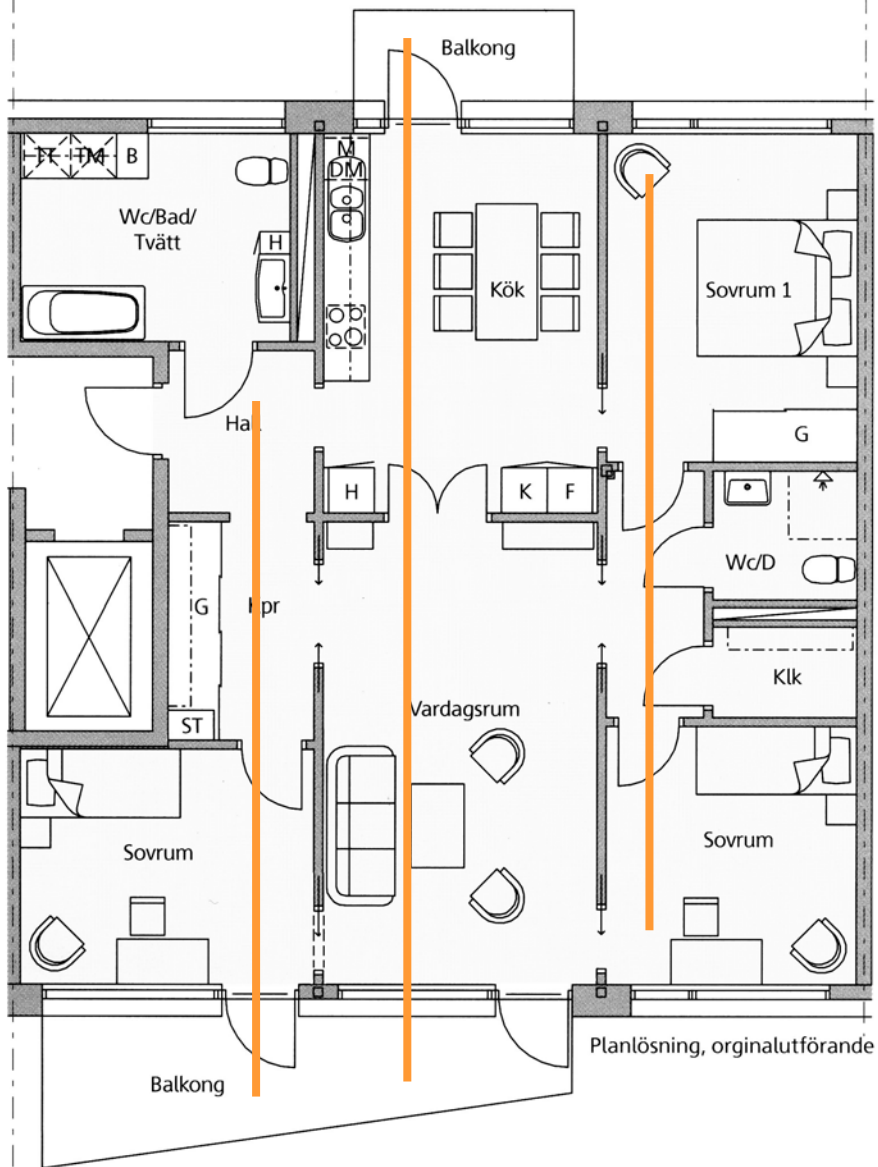 Balkong
TT
TM
B
M
DM
Wc/Bad/
Tvätt
H
Kök
Sovrum 1
G
Hall
H
K
F
Wc/D
G
Kpr
Klk
ST
Vardagsrum
Sovrum
Sovrum
Planlösning, orginalutförande
Balkong